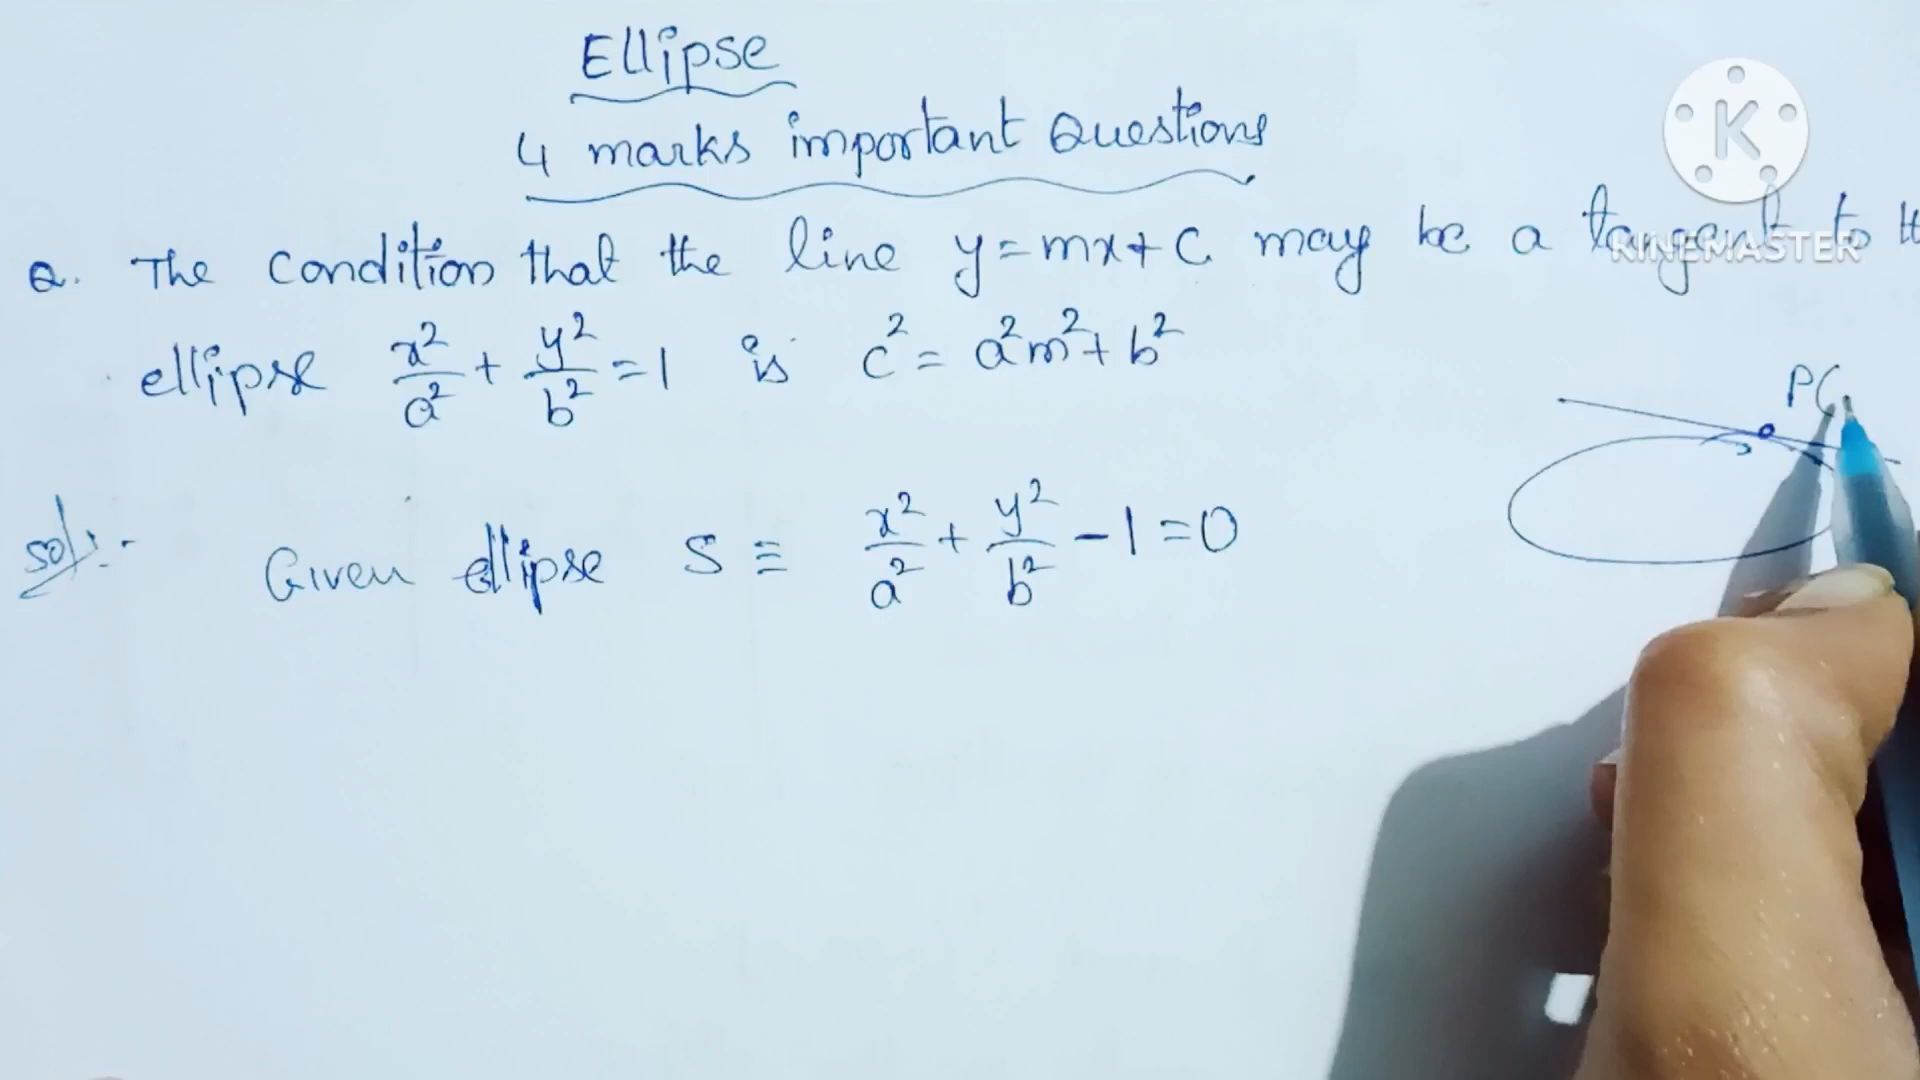 Ellipse
4 marks important Questions
K
Q. The condition that the line y = mx + c may be a tangent to
KINEMASTER
ellipse x²/a² + y²/b² = 1 is c² = a²m² + b²
P(
Sol:-
Given ellipse S ≡ x²/a² + y²/b² - 1 = 0